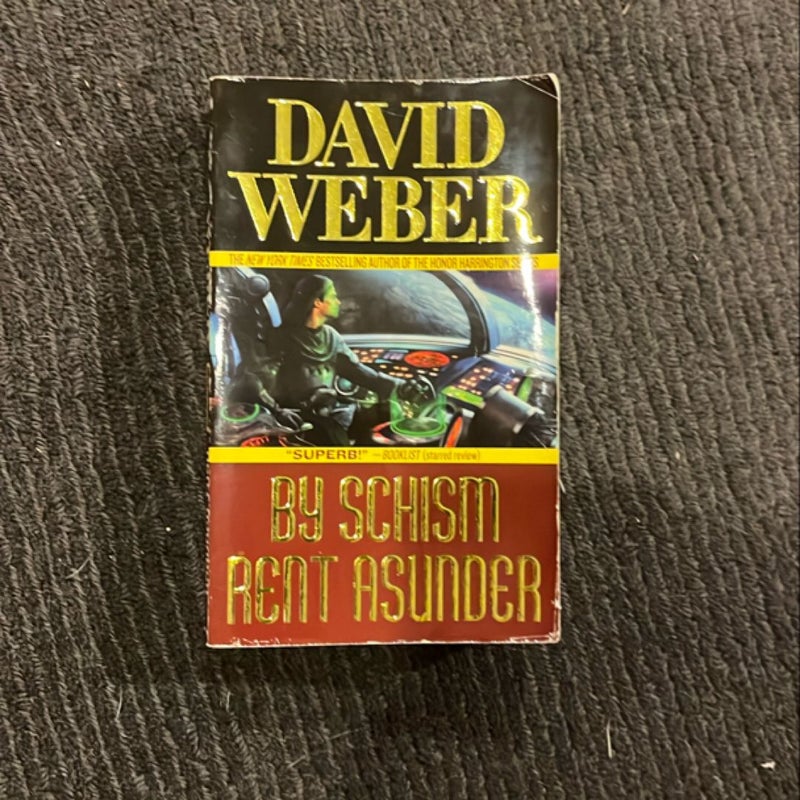 DAVID
WEBER
THE NEW YORK TIMES BESTSELLING AUTHOR OF THE HONOR HARRINGTON
"SUPERB!" —BOOKLIST (starred review)
BY SCHISM
RENT ASUNDER